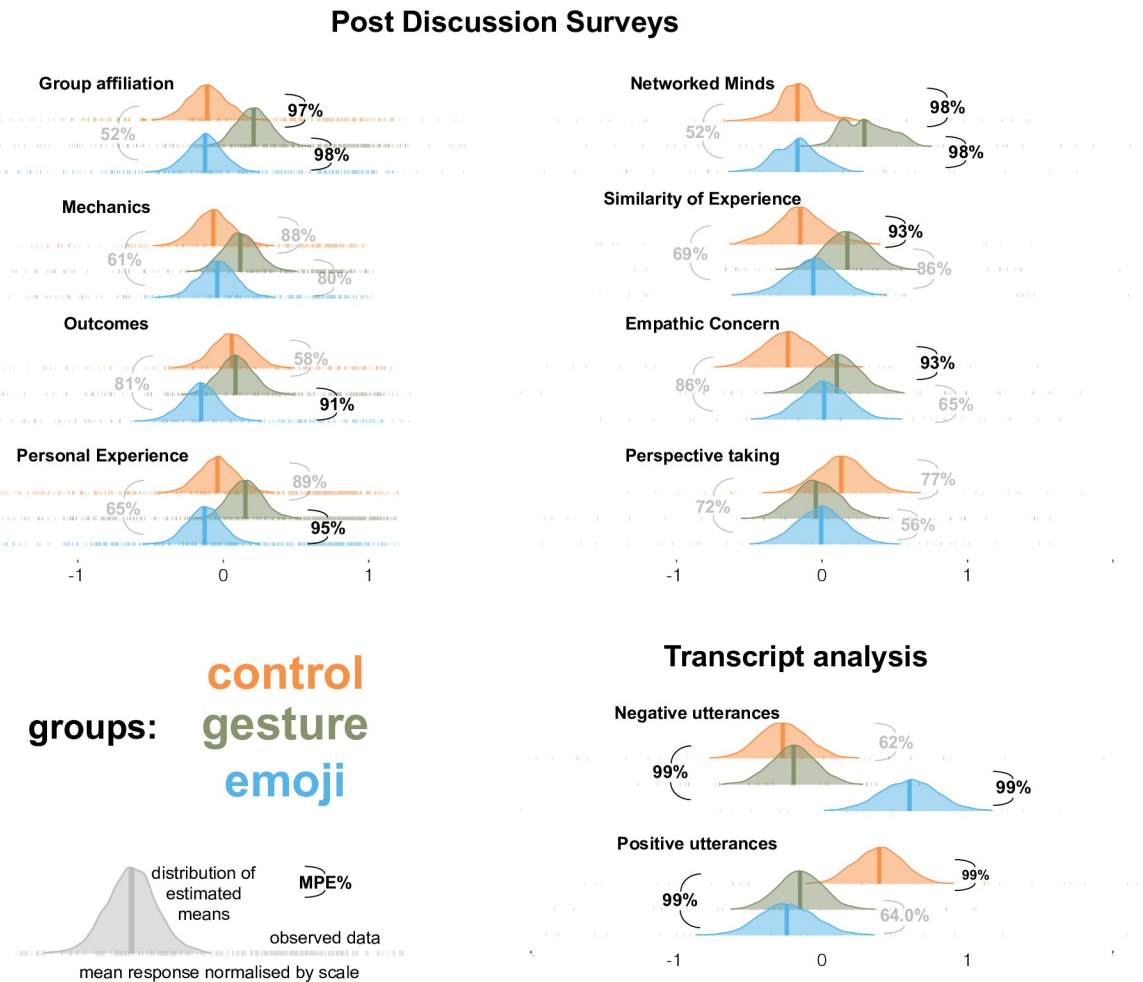 Post Discussion Surveys
Group affiliation
97%
52%
98%
Mechanics
88%
61%
80%
Outcomes
58%
81%
91%
Personal Experience
89%
65%
95%
-1 0 1
Networked Minds
98%
52%
98%
Similarity of Experience
93%
69%
86%
Empathic Concern
93%
86%
65%
Perspective taking
77%
72%
56%
-1 0 1
groups:
control
gesture
emoji
distribution of
estimated
means
MPE%
observed data
mean response normalised by scale
Transcript analysis
Negative utterances
62%
99%
99%
Positive utterances
99%
99%
64.0%
-1 0 1